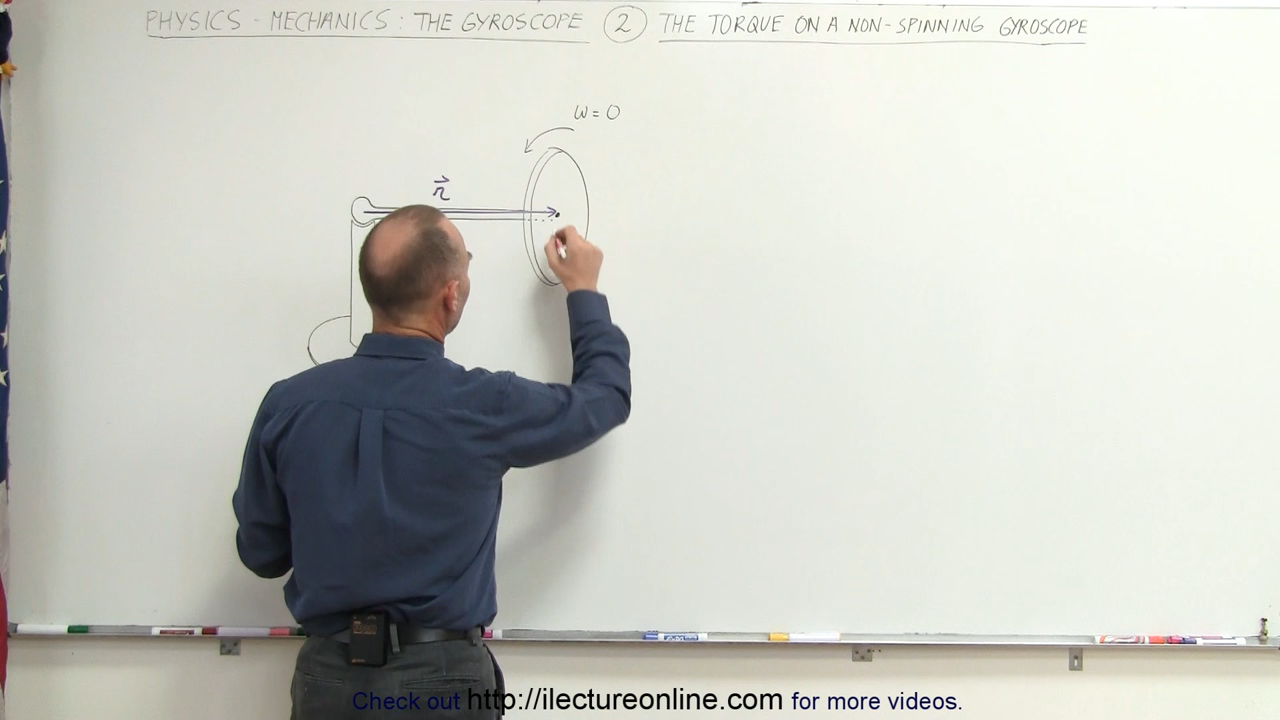 PHYSICS - MECHANICS: THE GYROSCOPE 2 THE TORQUE ON A NON-SPINNING GYROSCOPE
ω = 0
r⃗
Check out http://ilectureonline.com for more videos.